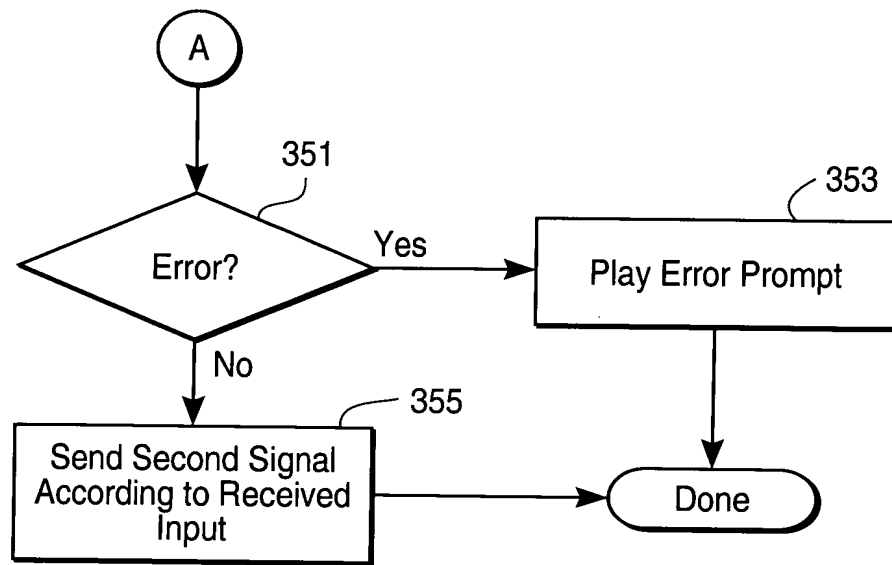 A
351
Error?
Yes
353
Play Error Prompt
No
355
Send Second Signal
According to Received
Input
Done